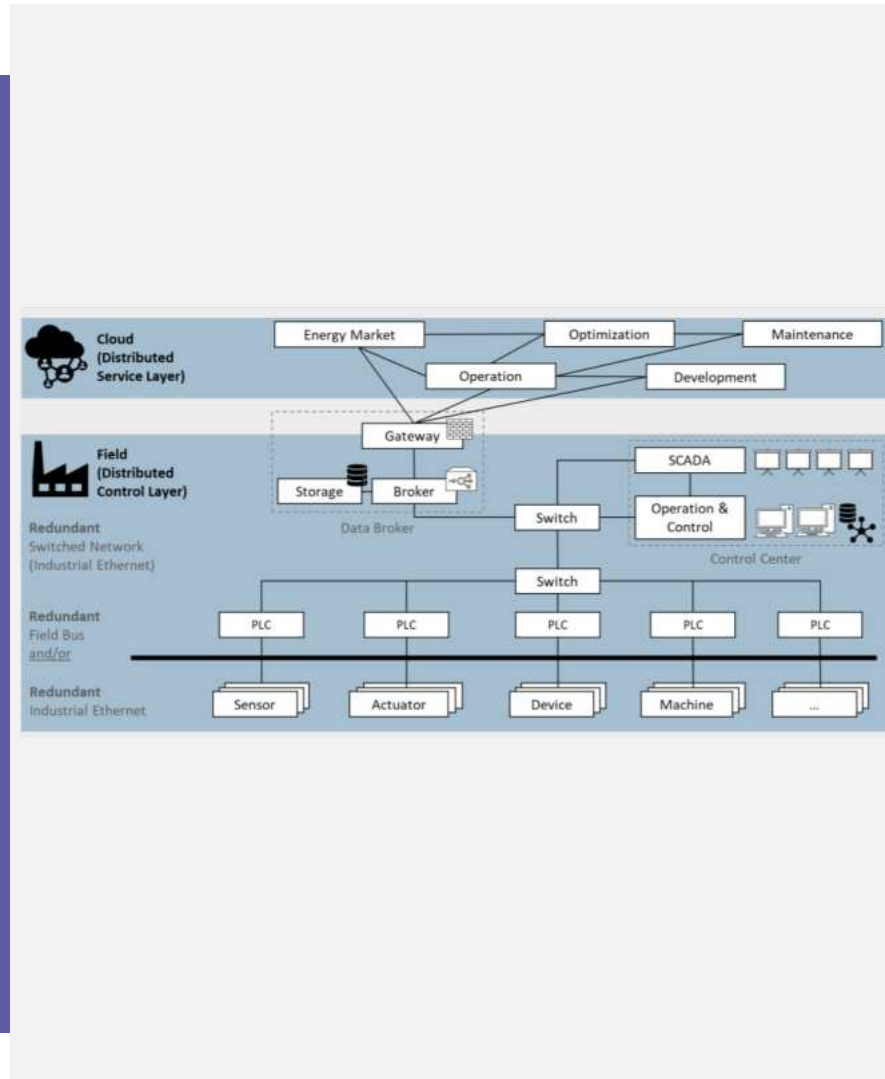 Cloud
(Distributed
Service Layer)
Energy Market
Optimization
Maintenance
Operation
Development
Gateway
Field
(Distributed
Control Layer)
Storage
Broker
Data Broker
SCADA
Operation &
Control
Control Center
Switch
Redundant
Switched Network
(Industrial Ethernet)
Switch
Redundant
Field Bus
and/or
PLC
PLC
PLC
PLC
PLC
Redundant
Industrial Ethernet
Sensor
Actuator
Device
Machine
...